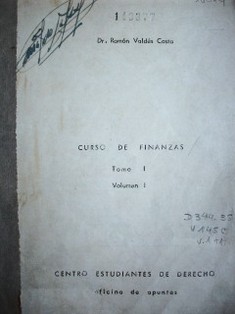 Dr. Ramón Valdés Costa
CURSO DE FINANZAS
Tomo I
Volumen I
CENTRO ESTUDIANTES DE DERECHO
oficina de apuntes